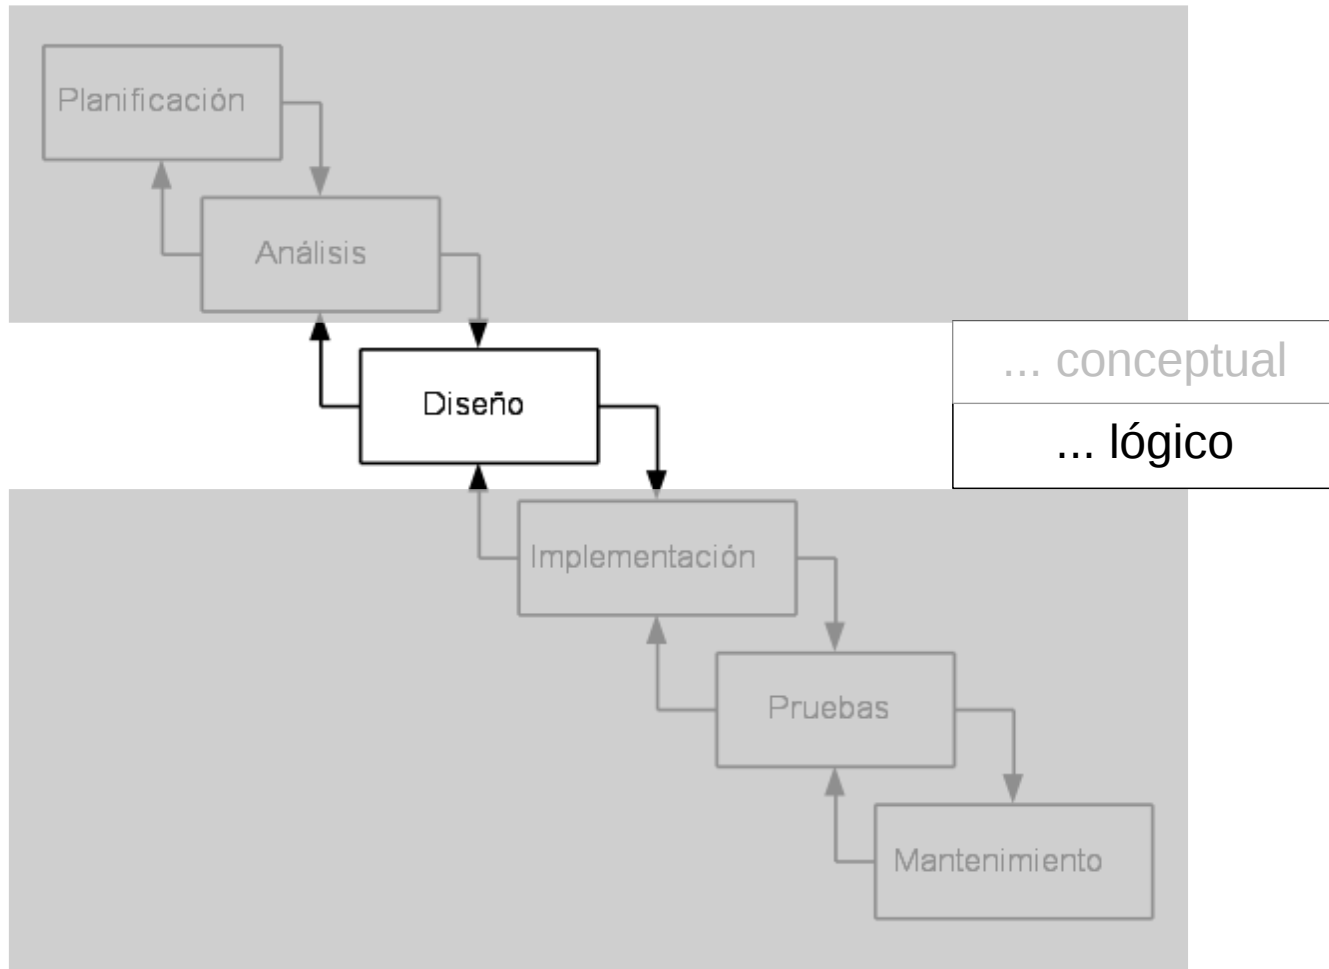 Planificación
Análisis
... conceptual
Diseño
... lógico
Implementación
Pruebas
Mantenimiento